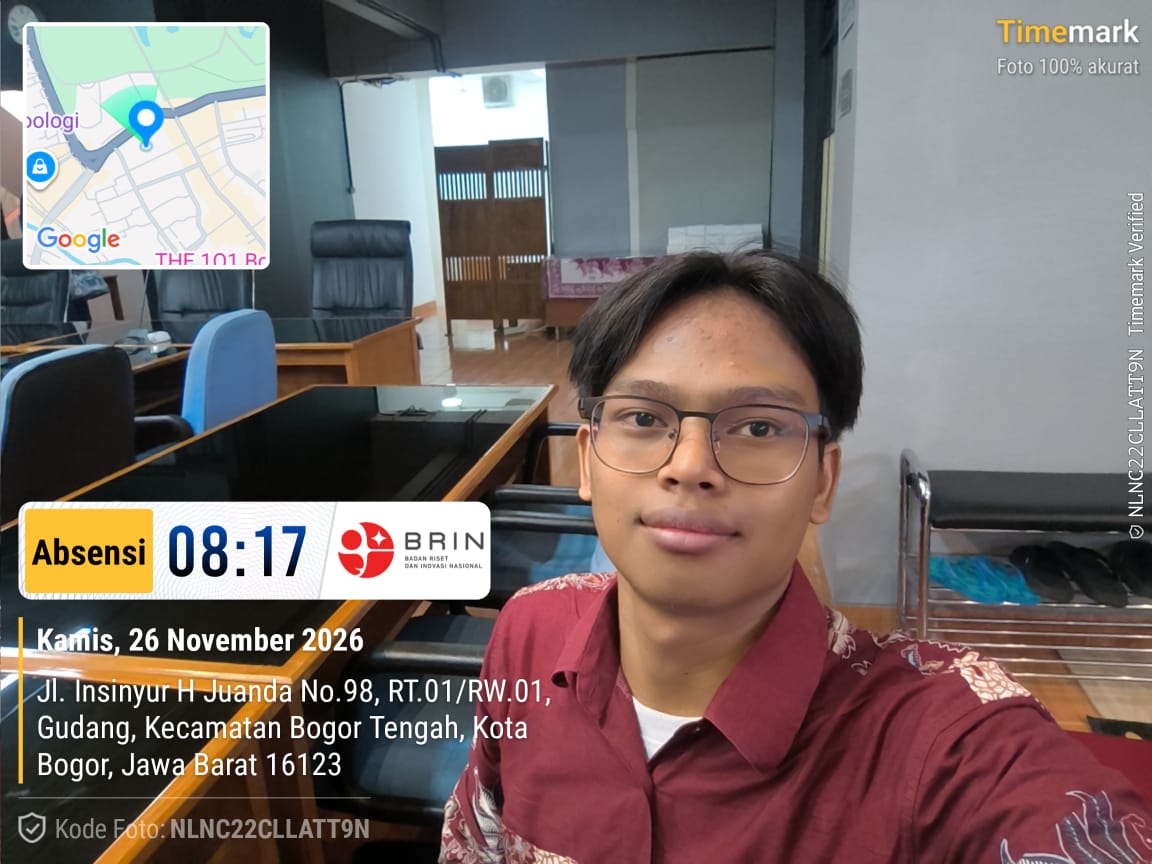 Timemark
Foto 100% akurat
ologi
Google
THE 101 Bo
Absensi
08:17
BRIN
BADAN RISET
DAN INOVASI NASIONAL
Kamis, 26 November 2026
Jl. Insinyur H Juanda No.98, RT.01/RW.01,
Gudang, Kecamatan Bogor Tengah, Kota
Bogor, Jawa Barat 16123
Kode Foto: NLNC22CLLATT9N
NLNC22CLLATT9N Timemark Verified